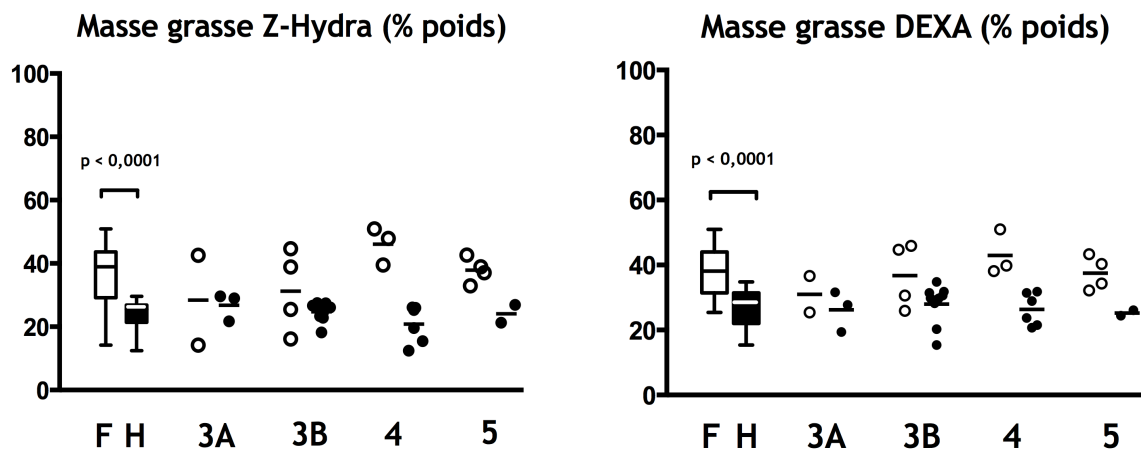 Masse grasse Z-Hydra (% poids)
100
80
60
40
20
0
p < 0,0001
F H 3A 3B 4 5
Masse grasse DEXA (% poids)
100
80
60
40
20
0
p < 0,0001
F H 3A 3B 4 5